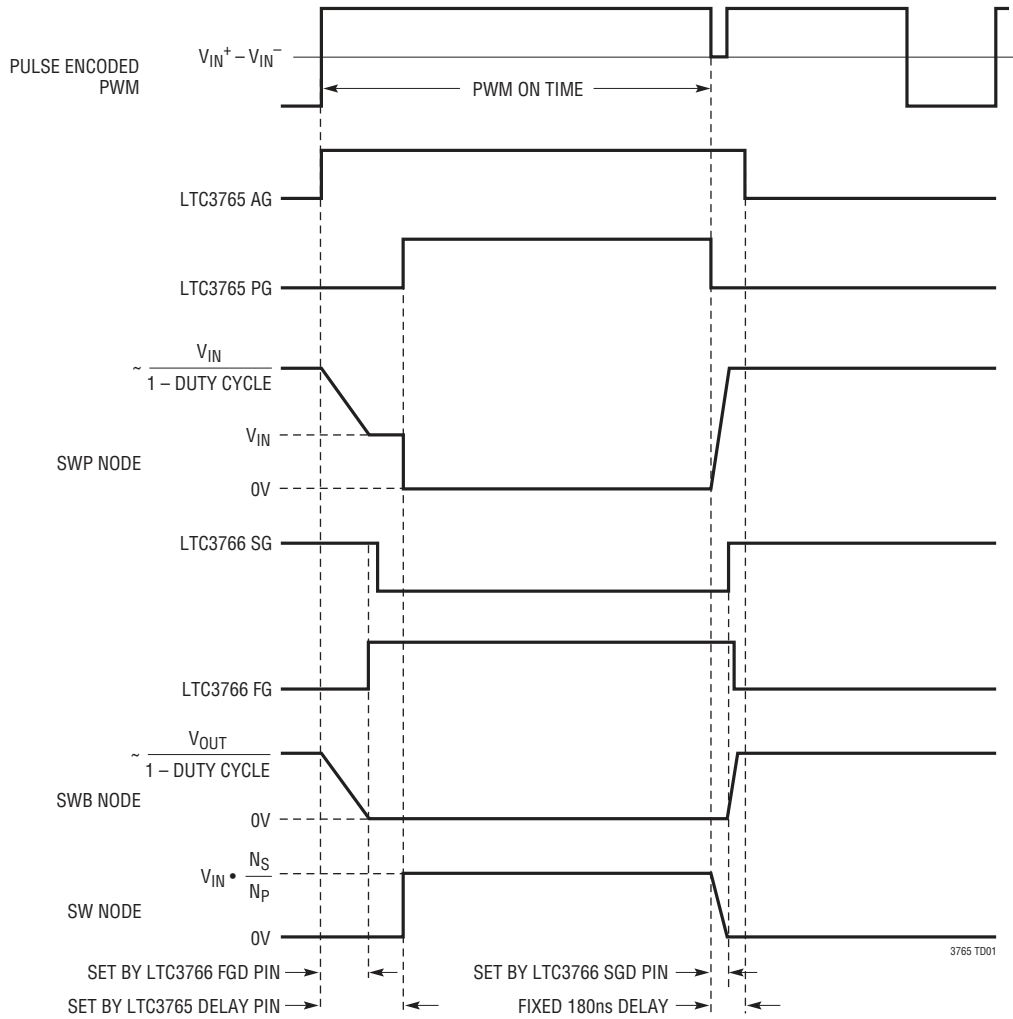 V_IN⁺ – V_IN⁻
PULSE ENCODED
PWM
PWM ON TIME
LTC3765 AG
LTC3765 PG
~ V_IN
1 – DUTY CYCLE
V_IN
SWP NODE
0V
LTC3766 SG
LTC3766 FG
~ V_OUT
1 – DUTY CYCLE
SWB NODE
0V
V_IN • N_S
N_P
SW NODE
0V
3765 TD01
SET BY LTC3766 FGD PIN
SET BY LTC3766 SGD PIN
SET BY LTC3765 DELAY PIN
FIXED 180ns DELAY